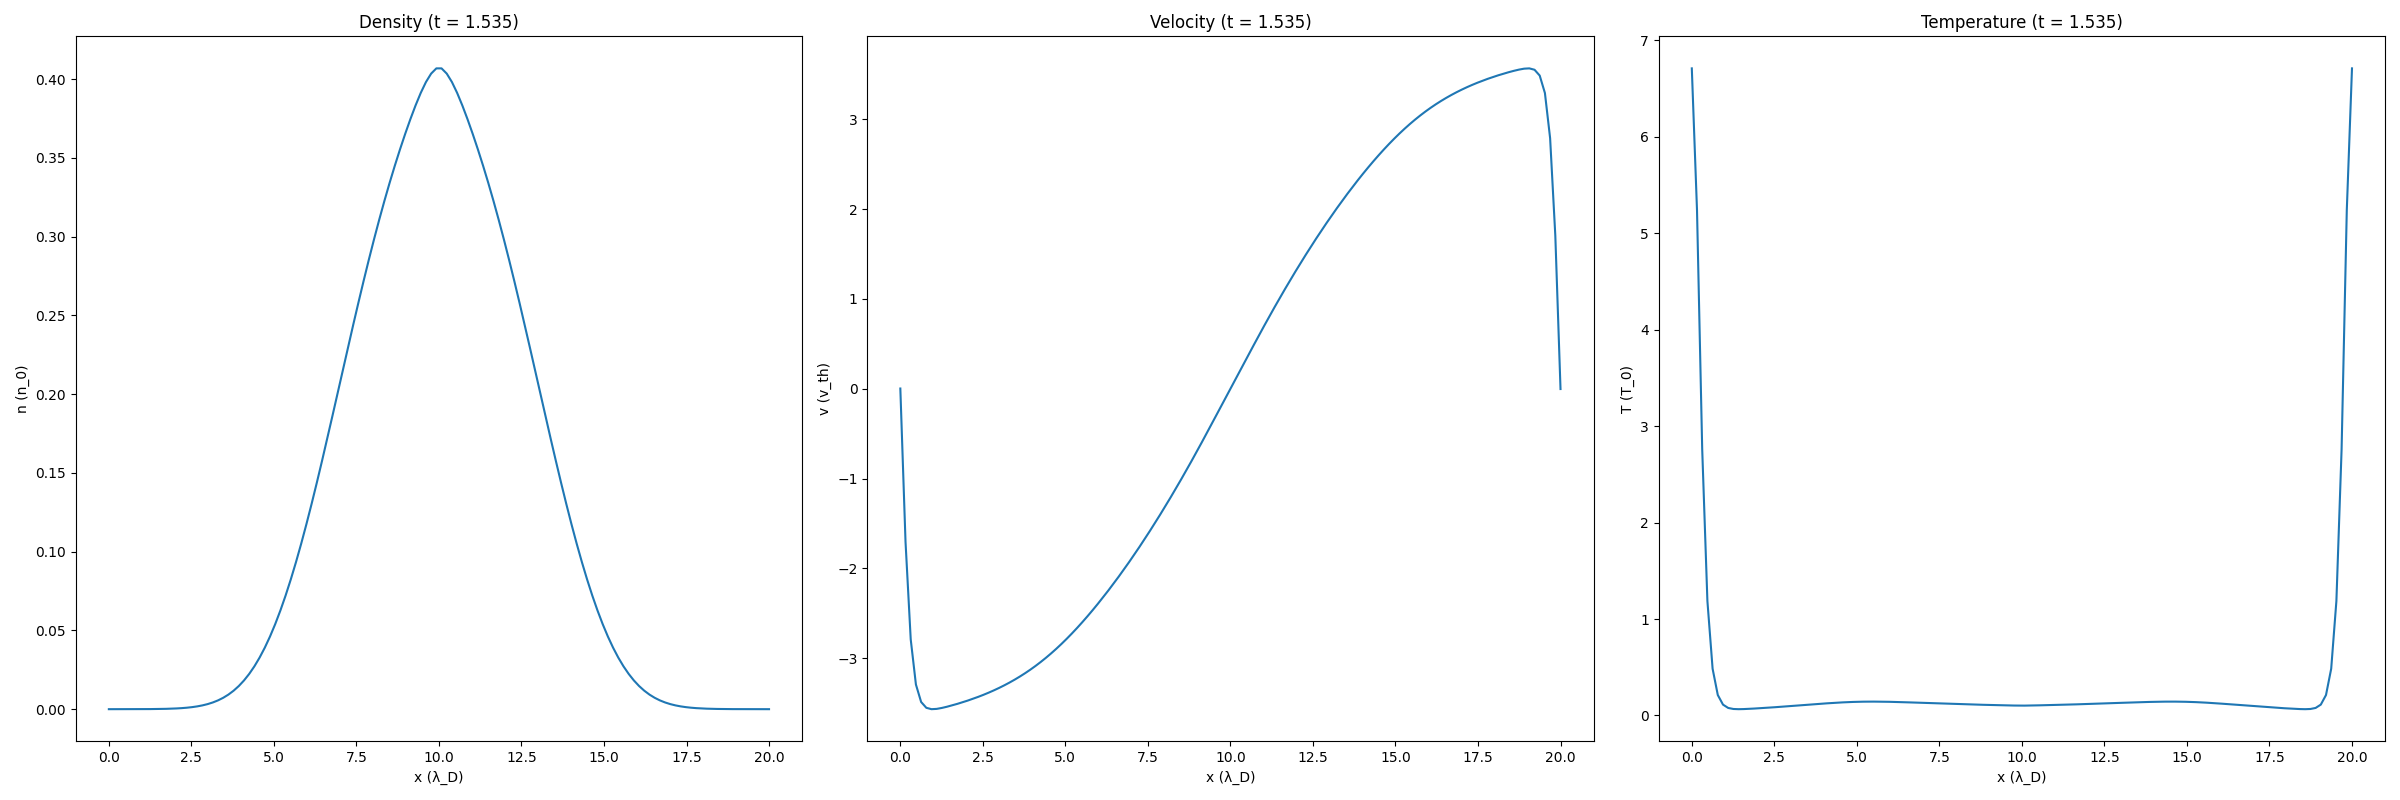 Density (t = 1.535)
n (n_0)
0.40
0.35
0.30
0.25
0.20
0.15
0.10
0.05
0.00
0.0 2.5 5.0 7.5 10.0 12.5 15.0 17.5 20.0
x (λ_D)
Velocity (t = 1.535)
v (v_th)
3
2
1
0
−1
−2
−3
0.0 2.5 5.0 7.5 10.0 12.5 15.0 17.5 20.0
x (λ_D)
Temperature (t = 1.535)
T (T_0)
7
6
5
4
3
2
1
0
0.0 2.5 5.0 7.5 10.0 12.5 15.0 17.5 20.0
x (λ_D)